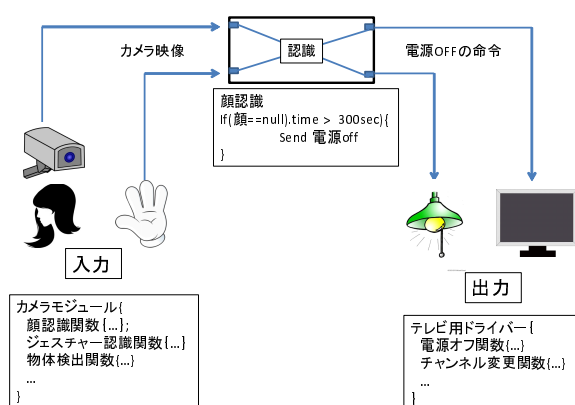 カメラ映像
認識
電源OFFの命令
顔認識
If(顔==null).time > 300sec){
Send 電源off
}
入力
出力
カメラモジュール{
顔認識関数{...};
ジェスチャー認識関数{...}
物体検出関数{...}
...
}
テレビ用ドライバー{
電源オフ関数{...}
チャンネル変更関数{...}
...
}